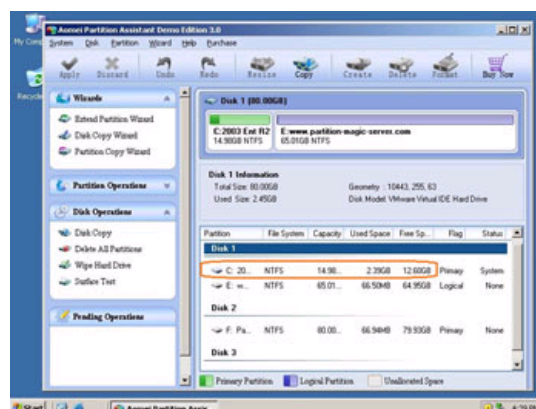 Aomei Partition Assistant Demo Edition 3.0
My Comp
System Disk Partition Wizard Help Purchase
Apply Discard Undo Redo Resize Copy Create Delete Format Buy Now
Recycle
Wizards
Extend Partition Wizard
Disk Copy Wizard
Partition Copy Wizard
Partition Operations
Disk Operations
Disk Copy
Delete All Partitions
Wipe Hard Drive
Surface Test
Pending Operations
Disk 1 (80.00GB)
C:2003 Ent R2
14.98GB NTFS
E:www.partition-magic-server.com
65.01GB NTFS
Disk 1 Information
Total Size: 80.00GB Geometry : 10443, 255, 63
Used Size: 2.45GB Disk Model: VMware Virtual IDE Hard Drive
Partition File System Capacity Used Space Free Sp... Flag Status
Disk 1
C: 20... NTFS 14.98... 2.39GB 12.60GB Primary System
E: w... NTFS 65.01... 66.50MB 64.95GB Logical None
Disk 2
F: Pa... NTFS 80.00... 66.94MB 79.93GB Primary None
Disk 3
Primary Partition Logical Partition Unallocated Space
Start Aomei Partition Assis... 4:29 PM